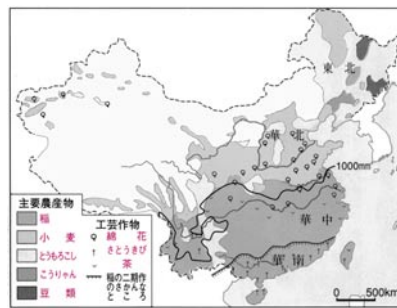 東北
華北
1000mm
華中
華南
主要農産物
稲
小麦
とうもろこし
こうりゃん
豆類
工芸作物
綿花
さとうきび
茶
稲の二期作
のさかんな
ところ
0 500km